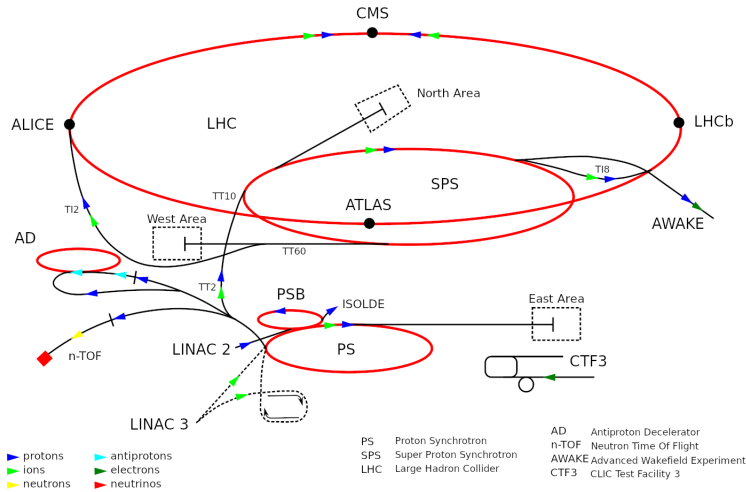 CMS
North Area
ALICE
LHC
LHCb
TI8
TT10
SPS
ATLAS
TI2
West Area
AWAKE
AD
TT60
TT2
PSB
ISOLDE
East Area
n-TOF
LINAC 2
PS
CTF3
LINAC 3
protons
ions
neutrons
antiprotons
electrons
neutrinos
PS Proton Synchrotron
SPS Super Proton Synchrotron
LHC Large Hadron Collider
AD Antiproton Decelerator
n-TOF Neutron Time Of Flight
AWAKE Advanced Wakefield Experiment
CTF3 CLIC Test Facility 3